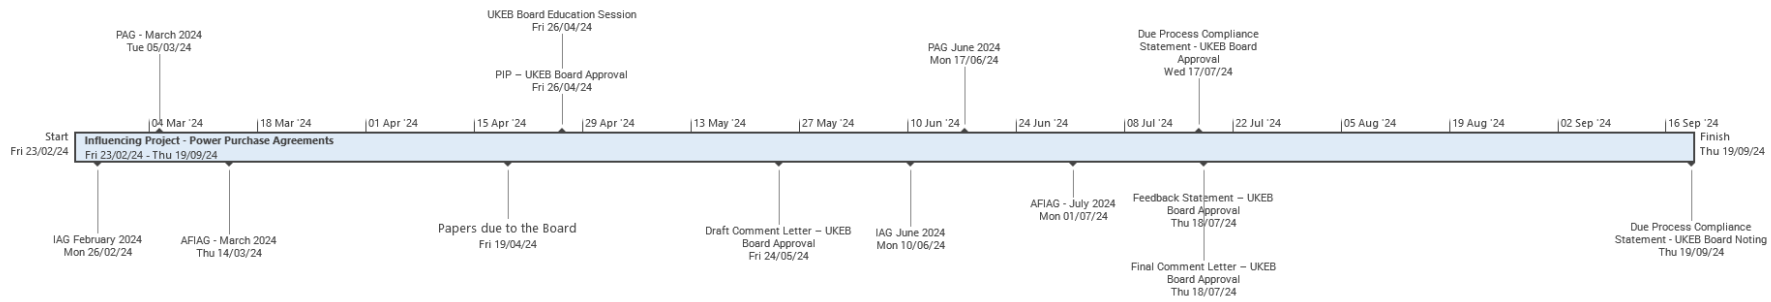 UKEB Board Education Session
Fri 26/04/24
PAG - March 2024
Tue 05/03/24
PIP – UKEB Board Approval
Fri 26/04/24
PAG June 2024
Mon 17/06/24
Due Process Compliance
Statement - UKEB Board
Approval
Wed 17/07/24
04 Mar '24
18 Mar '24
01 Apr '24
15 Apr '24
29 Apr '24
13 May '24
27 May '24
10 Jun '24
24 Jun '24
08 Jul '24
22 Jul '24
05 Aug '24
19 Aug '24
02 Sep '24
16 Sep '24
Start
Fri 23/02/24
Influencing Project - Power Purchase Agreements
Fri 23/02/24 - Thu 19/09/24
Finish
Thu 19/09/24
IAG February 2024
Mon 26/02/24
AFIAG - March 2024
Thu 14/03/24
Papers due to the Board
Fri 19/04/24
Draft Comment Letter – UKEB
Board Approval
Fri 24/05/24
IAG June 2024
Mon 10/06/24
AFIAG - July 2024
Mon 01/07/24
Feedback Statement – UKEB
Board Approval
Thu 18/07/24
Final Comment Letter – UKEB
Board Approval
Thu 18/07/24
Due Process Compliance
Statement - UKEB Board Noting
Thu 19/09/24